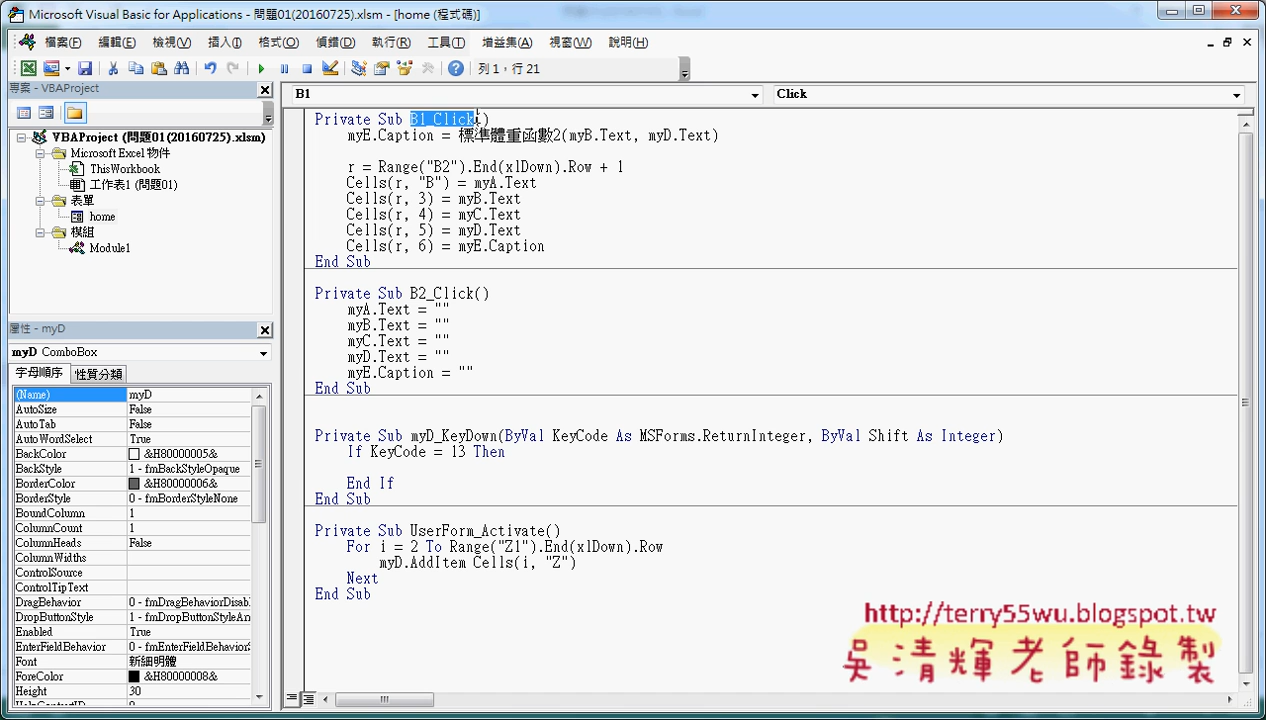 Microsoft Visual Basic for Applications - 問題01(20160725).xlsm - [home (程式碼)]
檔案(F) 編輯(E) 檢視(V) 插入(I) 格式(O) 偵錯(D) 執行(R) 工具(T) 增益集(A) 視窗(W) 說明(H)
列 1，行 21
專案 - VBAProject
B1 Click
VBAProject (問題01(20160725).xlsm)
Microsoft Excel 物件
ThisWorkbook
工作表1 (問題01)
表單
home
模組
Module1
屬性 - myD
myD ComboBox
字母順序 性質分類
(Name) myD
AutoSize False
AutoTab False
AutoWordSelect True
BackColor &H80000005&
BackStyle 1 - fmBackStyleOpaque
BorderColor &H80000006&
BorderStyle 0 - fmBorderStyleNone
BoundColumn 1
ColumnCount 1
ColumnHeads False
ColumnWidths
ControlSource
ControlTipText
DragBehavior 0 - fmDragBehaviorDisab
DropButtonStyle 1 - fmDropButtonStyleAr
Enabled True
EnterFieldBehavior 0 - fmEnterFieldBehavior
Font 新細明體
ForeColor &H80000008&
Height 30
Private Sub B1_Click()
myE.Caption = 標準體重函數2(myB.Text, myD.Text)
r = Range("B2").End(xlDown).Row + 1
Cells(r, "B") = myA.Text
Cells(r, 3) = myB.Text
Cells(r, 4) = myC.Text
Cells(r, 5) = myD.Text
Cells(r, 6) = myE.Caption
End Sub
Private Sub B2_Click()
myA.Text = ""
myB.Text = ""
myC.Text = ""
myD.Text = ""
myE.Caption = ""
End Sub
Private Sub myD_KeyDown(ByVal KeyCode As MSForms.ReturnInteger, ByVal Shift As Integer)
If KeyCode = 13 Then
End If
End Sub
Private Sub UserForm_Activate()
For i = 2 To Range("Z1").End(xlDown).Row
myD.AddItem Cells(i, "Z")
Next
End Sub
http://terry55wu.blogspot.tw
吳清輝老師錄製